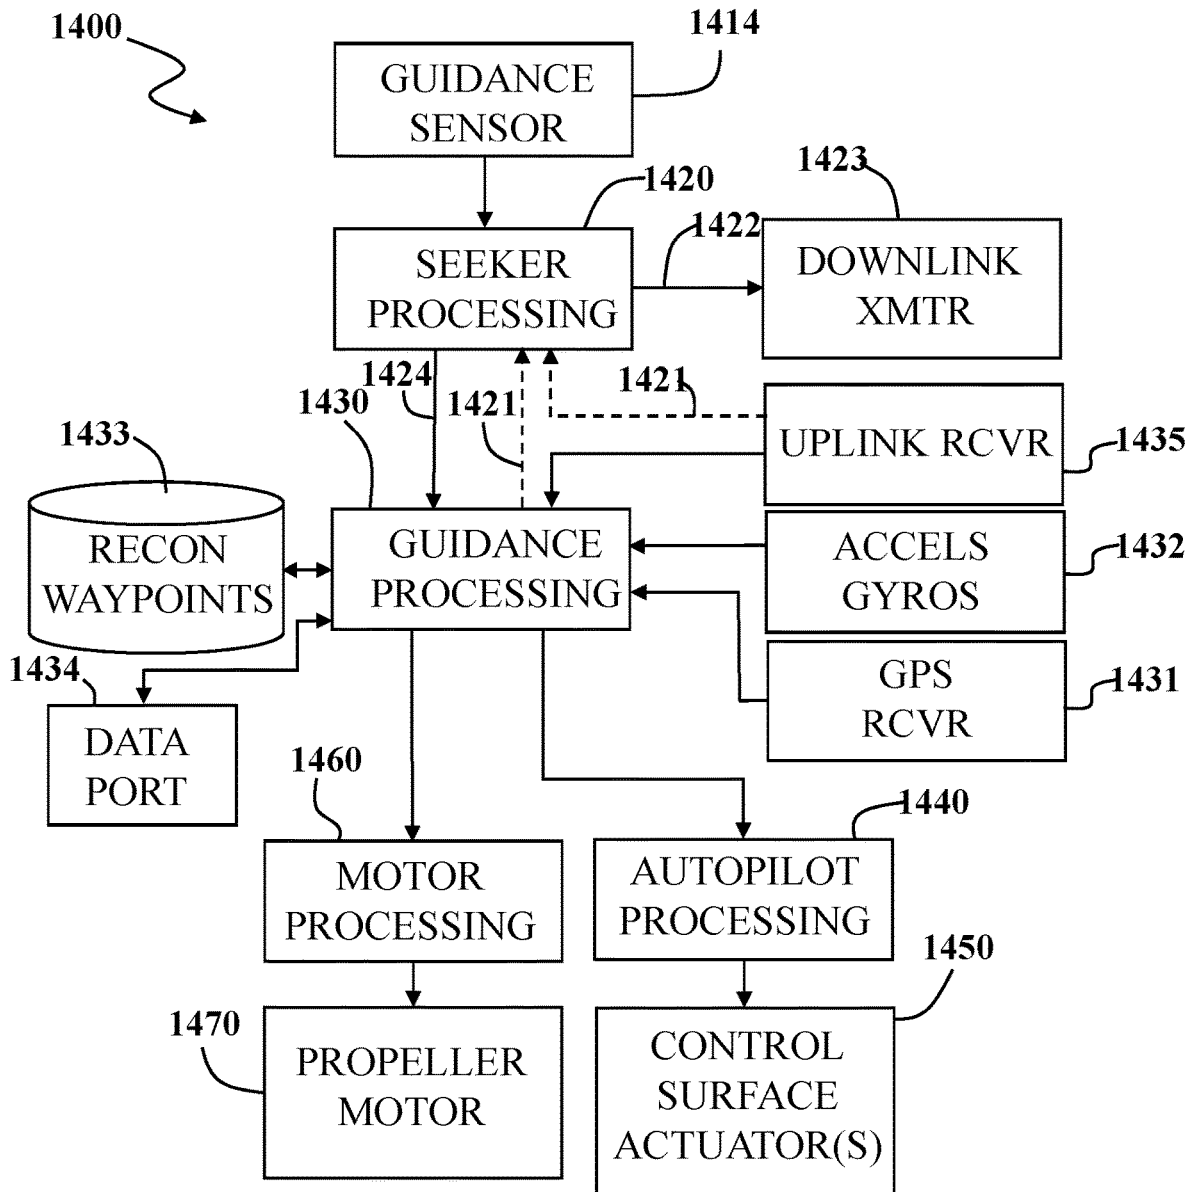 1400
1414
GUIDANCE
SENSOR
1420
1422
1423
SEEKER
PROCESSING
DOWNLINK
XMTR
1424
1421
1421
1430
1433
UPLINK RCVR
1435
RECON
WAYPOINTS
GUIDANCE
PROCESSING
ACCELS
GYROS
1432
1434
DATA
PORT
GPS
RCVR
1431
1460
1440
MOTOR
PROCESSING
AUTOPILOT
PROCESSING
1450
1470
PROPELLER
MOTOR
CONTROL
SURFACE
ACTUATOR(S)